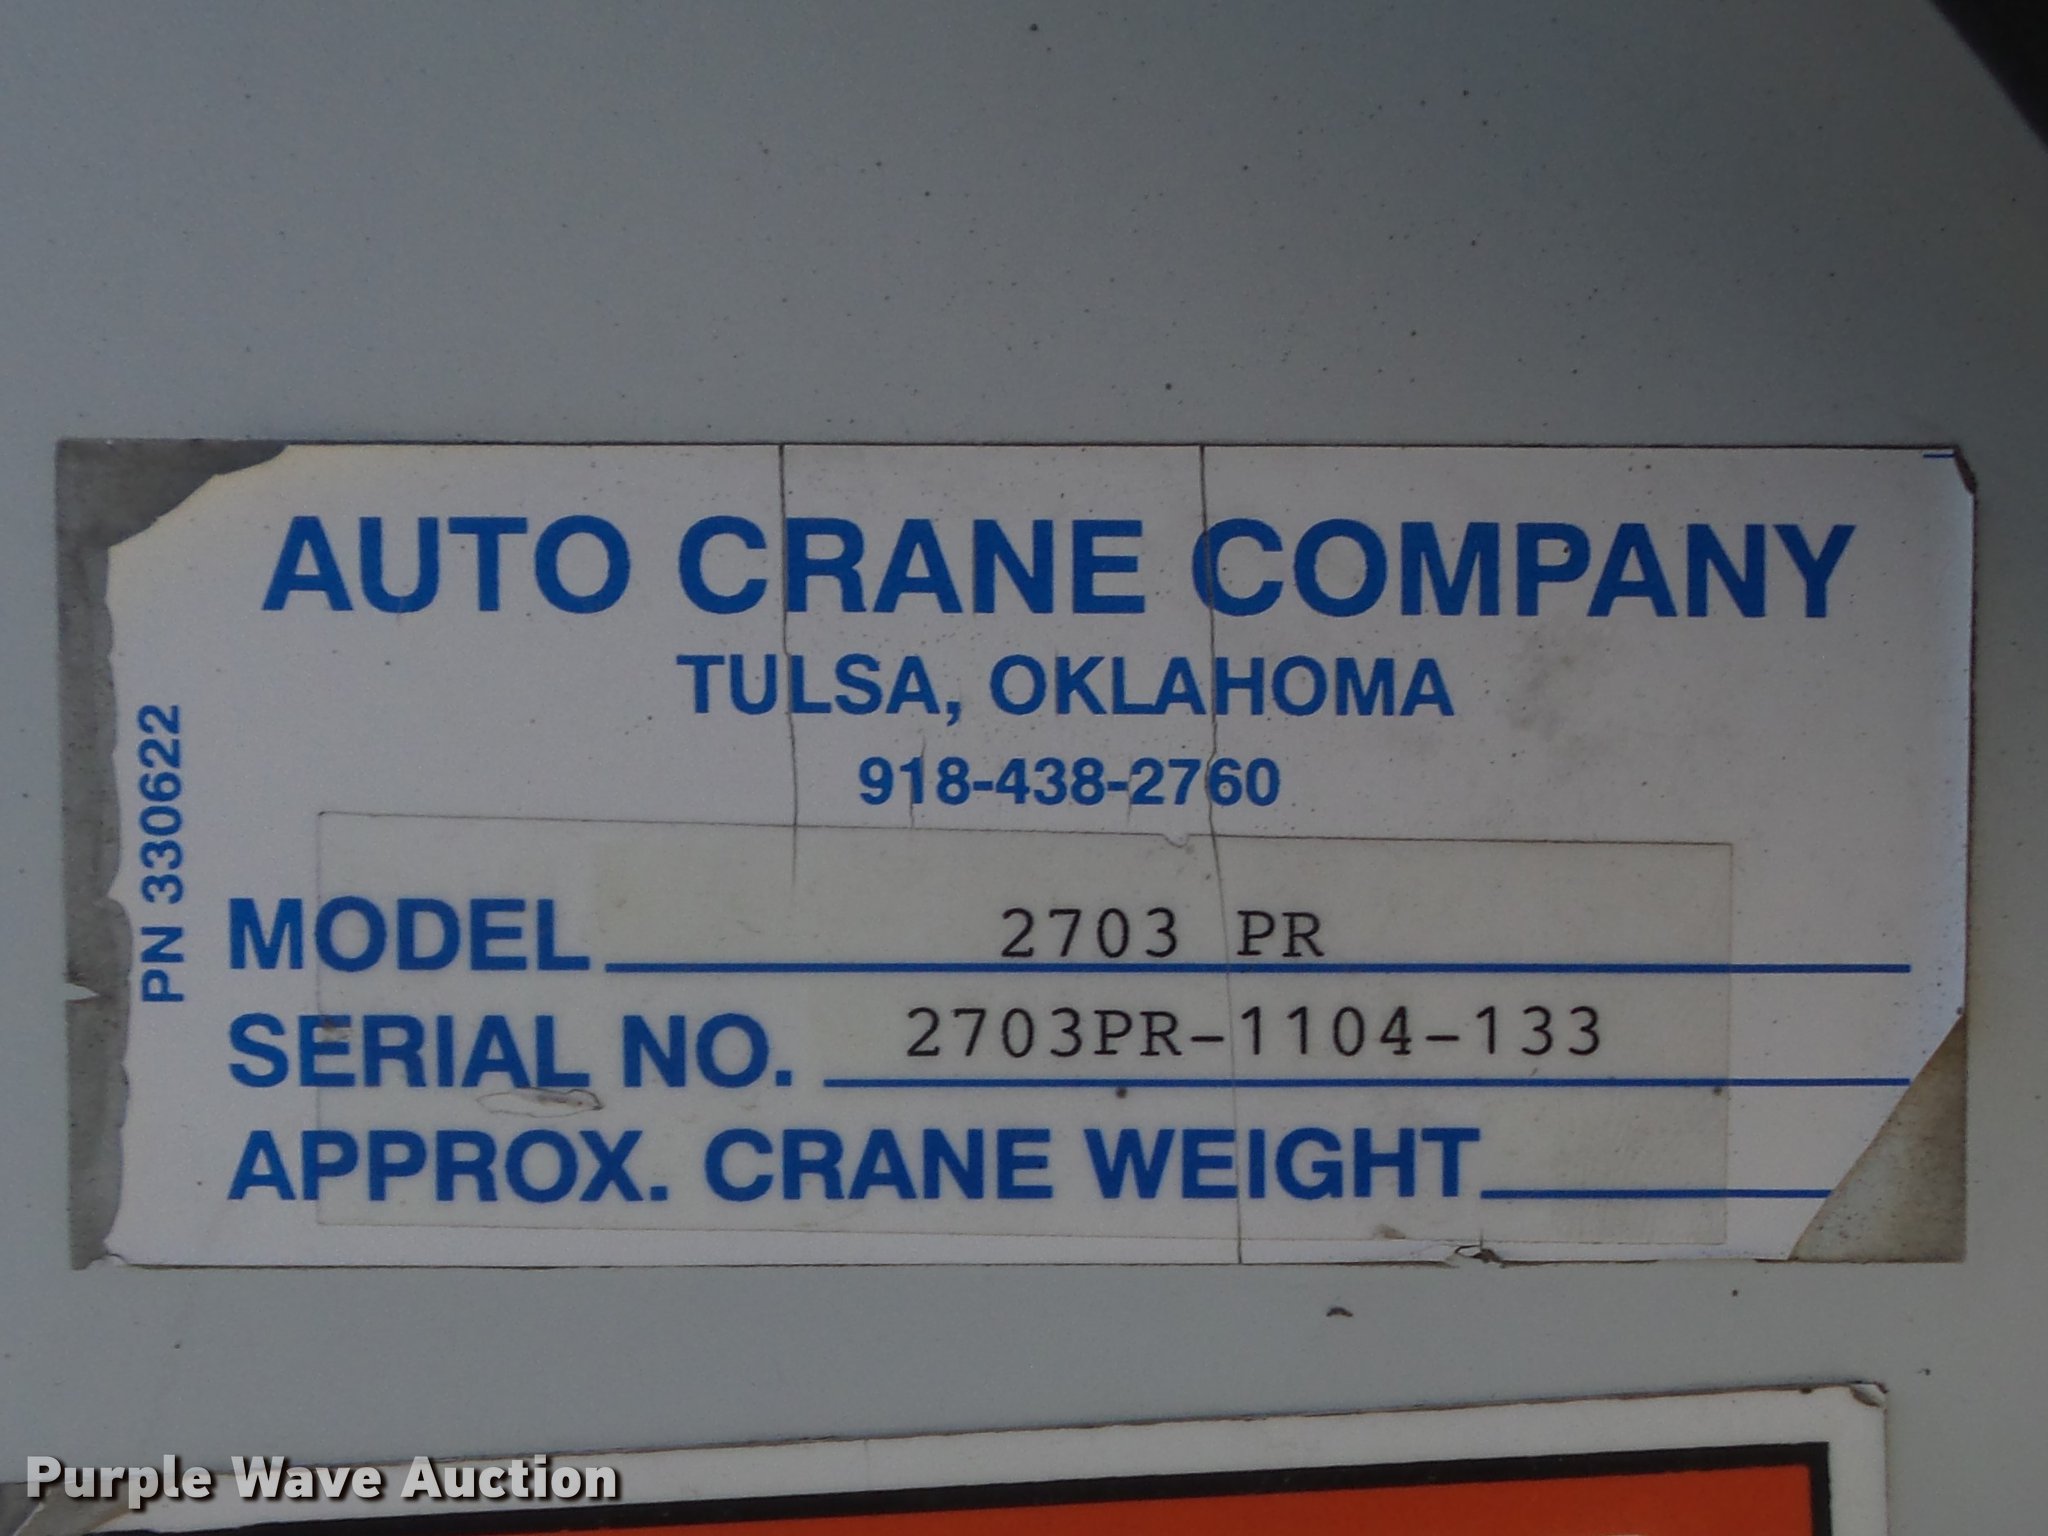 AUTO CRANE COMPANY
TULSA, OKLAHOMA
918-438-2760
PN 330622
MODEL 2703 PR
SERIAL NO. 2703PR-1104-133
APPROX. CRANE WEIGHT
Purple Wave Auction